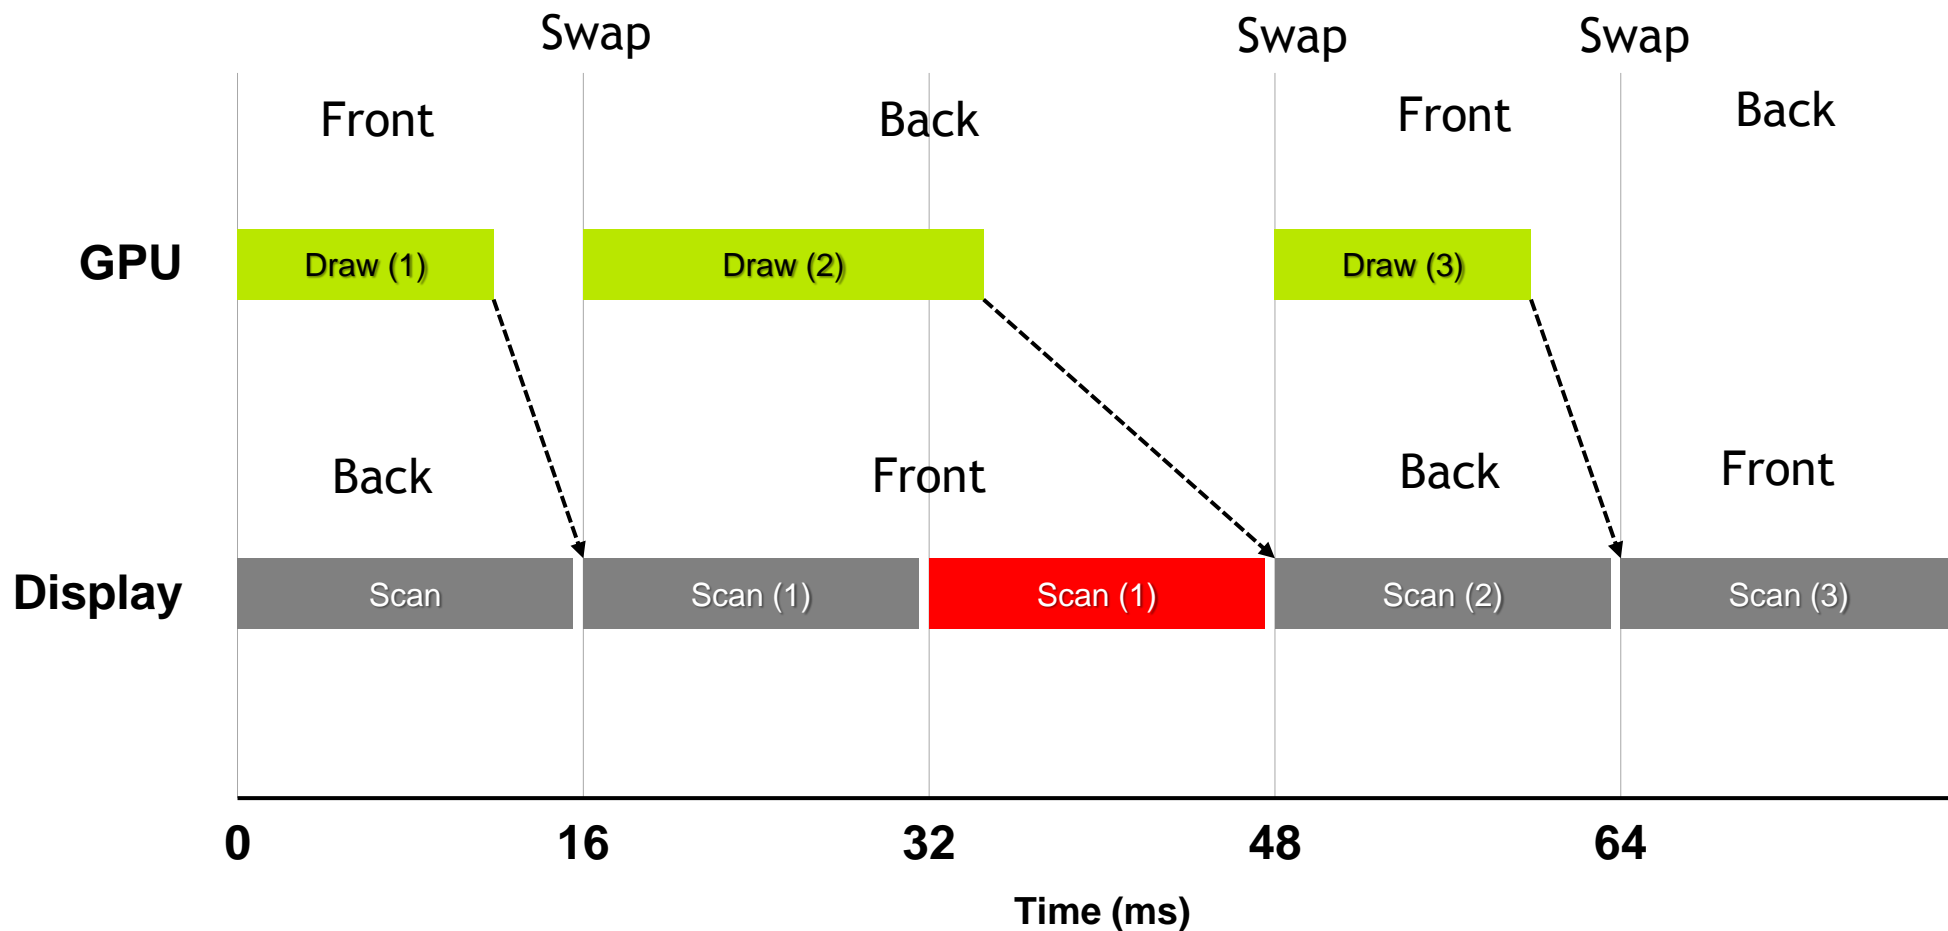 Swap
Swap
Swap
Front
Back
Front
Back
GPU
Draw (1)
Draw (2)
Draw (3)
Back
Front
Back
Front
Display
Scan
Scan (1)
Scan (1)
Scan (2)
Scan (3)
0
16
32
48
64
Time (ms)